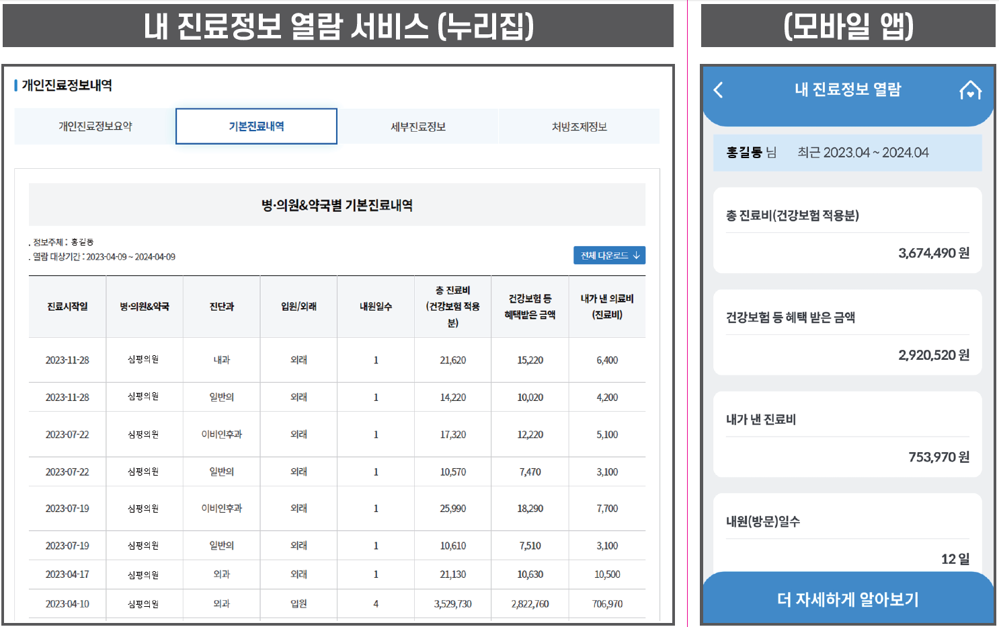 내 진료정보 열람 서비스 (누리집)
개인진료정보내역
개인진료정보요약 기본진료내역 세부진료정보 처방조제정보
병·의원&약국별 기본진료내역
. 정보주체 : 홍길동
. 열람 대상기간 : 2023-04-09 ~ 2024-04-09
전체 다운로드 ↓
진료시작일 병·의원&약국 진단과 입원/외래 내원일수 총 진료비 (건강보험 적용분) 건강보험 등 혜택받은 금액 내가 낸 의료비 (진료비)
2023-11-28 심평의원 내과 외래 1 21,620 15,220 6,400
2023-11-28 심평의원 일반의 외래 1 14,220 10,020 4,200
2023-07-22 심평의원 이비인후과 외래 1 17,320 12,220 5,100
2023-07-22 심평의원 일반의 외래 1 10,570 7,470 3,100
2023-07-19 심평의원 이비인후과 외래 1 25,990 18,290 7,700
2023-07-19 심평의원 일반의 외래 1 10,610 7,510 3,100
2023-04-17 심평의원 외과 외래 1 21,130 10,630 10,500
2023-04-10 심평의원 외과 입원 4 3,529,730 2,822,760 706,970
(모바일 앱)
내 진료정보 열람
홍길동 님 최근 2023.04 ~ 2024.04
총 진료비(건강보험 적용분)
3,674,490 원
건강보험 등 혜택 받은 금액
2,920,520 원
내가 낸 진료비
753,970 원
내원(방문)일수
12 일
더 자세하게 알아보기